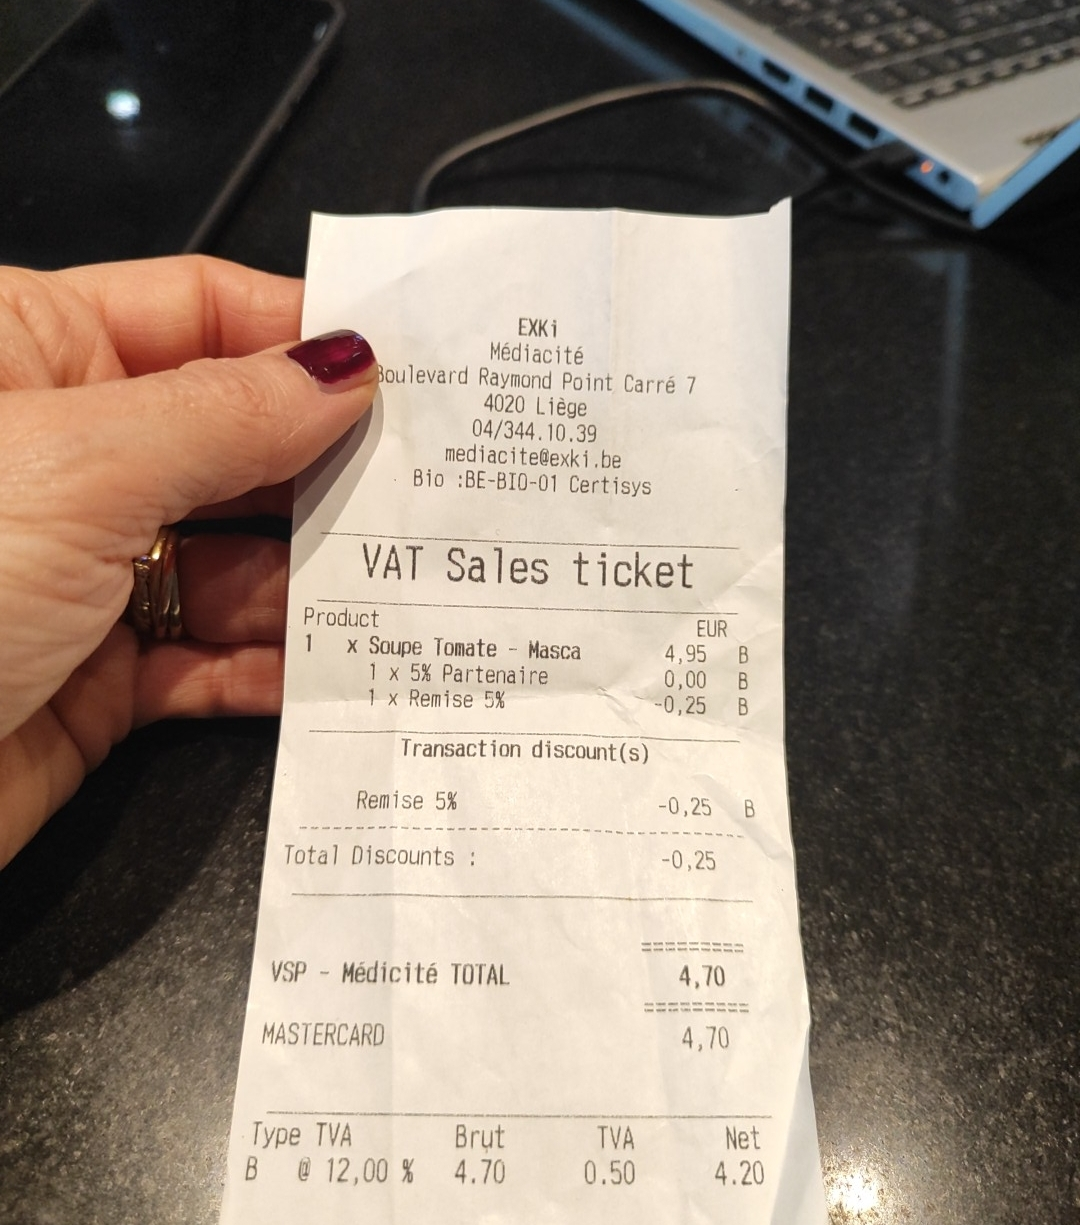 EXKi
Médiacité
Boulevard Raymond Point Carré 7
4020 Liège
04/344.10.39
mediacite@exki.be
Bio :BE-BIO-01 Certisys
VAT Sales ticket
Product EUR
1 x Soupe Tomate - Masca 4,95 B
1 x 5% Partenaire 0,00 B
1 x Remise 5% -0,25 B
Transaction discount(s)
Remise 5% -0,25 B
Total Discounts : -0,25
=========
VSP - Médicité TOTAL 4,70
=========
MASTERCARD 4,70
Type TVA Brut TVA Net
B @ 12,00 % 4.70 0.50 4.20